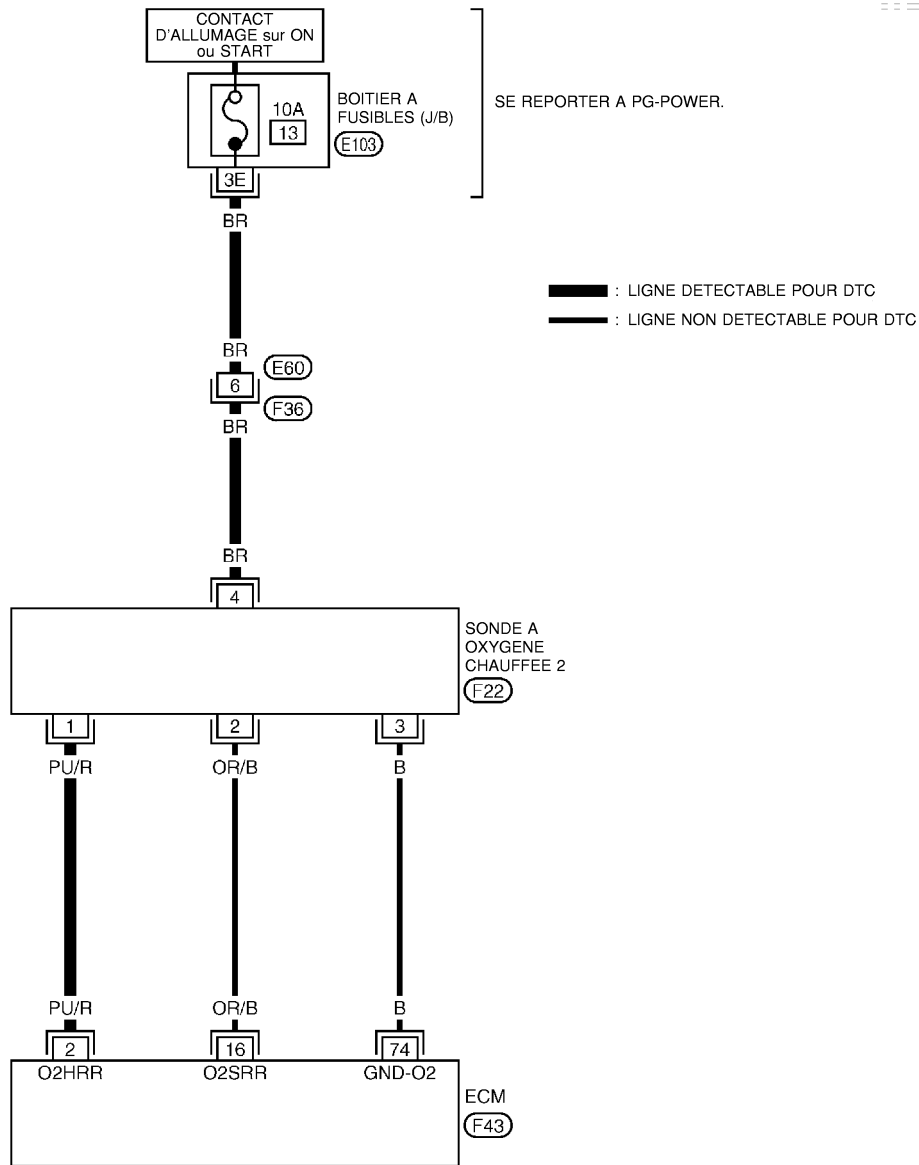 CONTACT
D'ALLUMAGE sur ON
ou START
10A
13
BOITIER A
FUSIBLES (J/B)
E103
SE REPORTER A PG-POWER.
3E
BR
: LIGNE DETECTABLE POUR DTC
: LIGNE NON DETECTABLE POUR DTC
BR
E60
6
F36
BR
BR
4
SONDE A
OXYGENE
CHAUFFEE 2
F22
1 2 3
PU/R OR/B B
PU/R OR/B B
2 16 74
O2HRR O2SRR GND-O2
ECM
F43